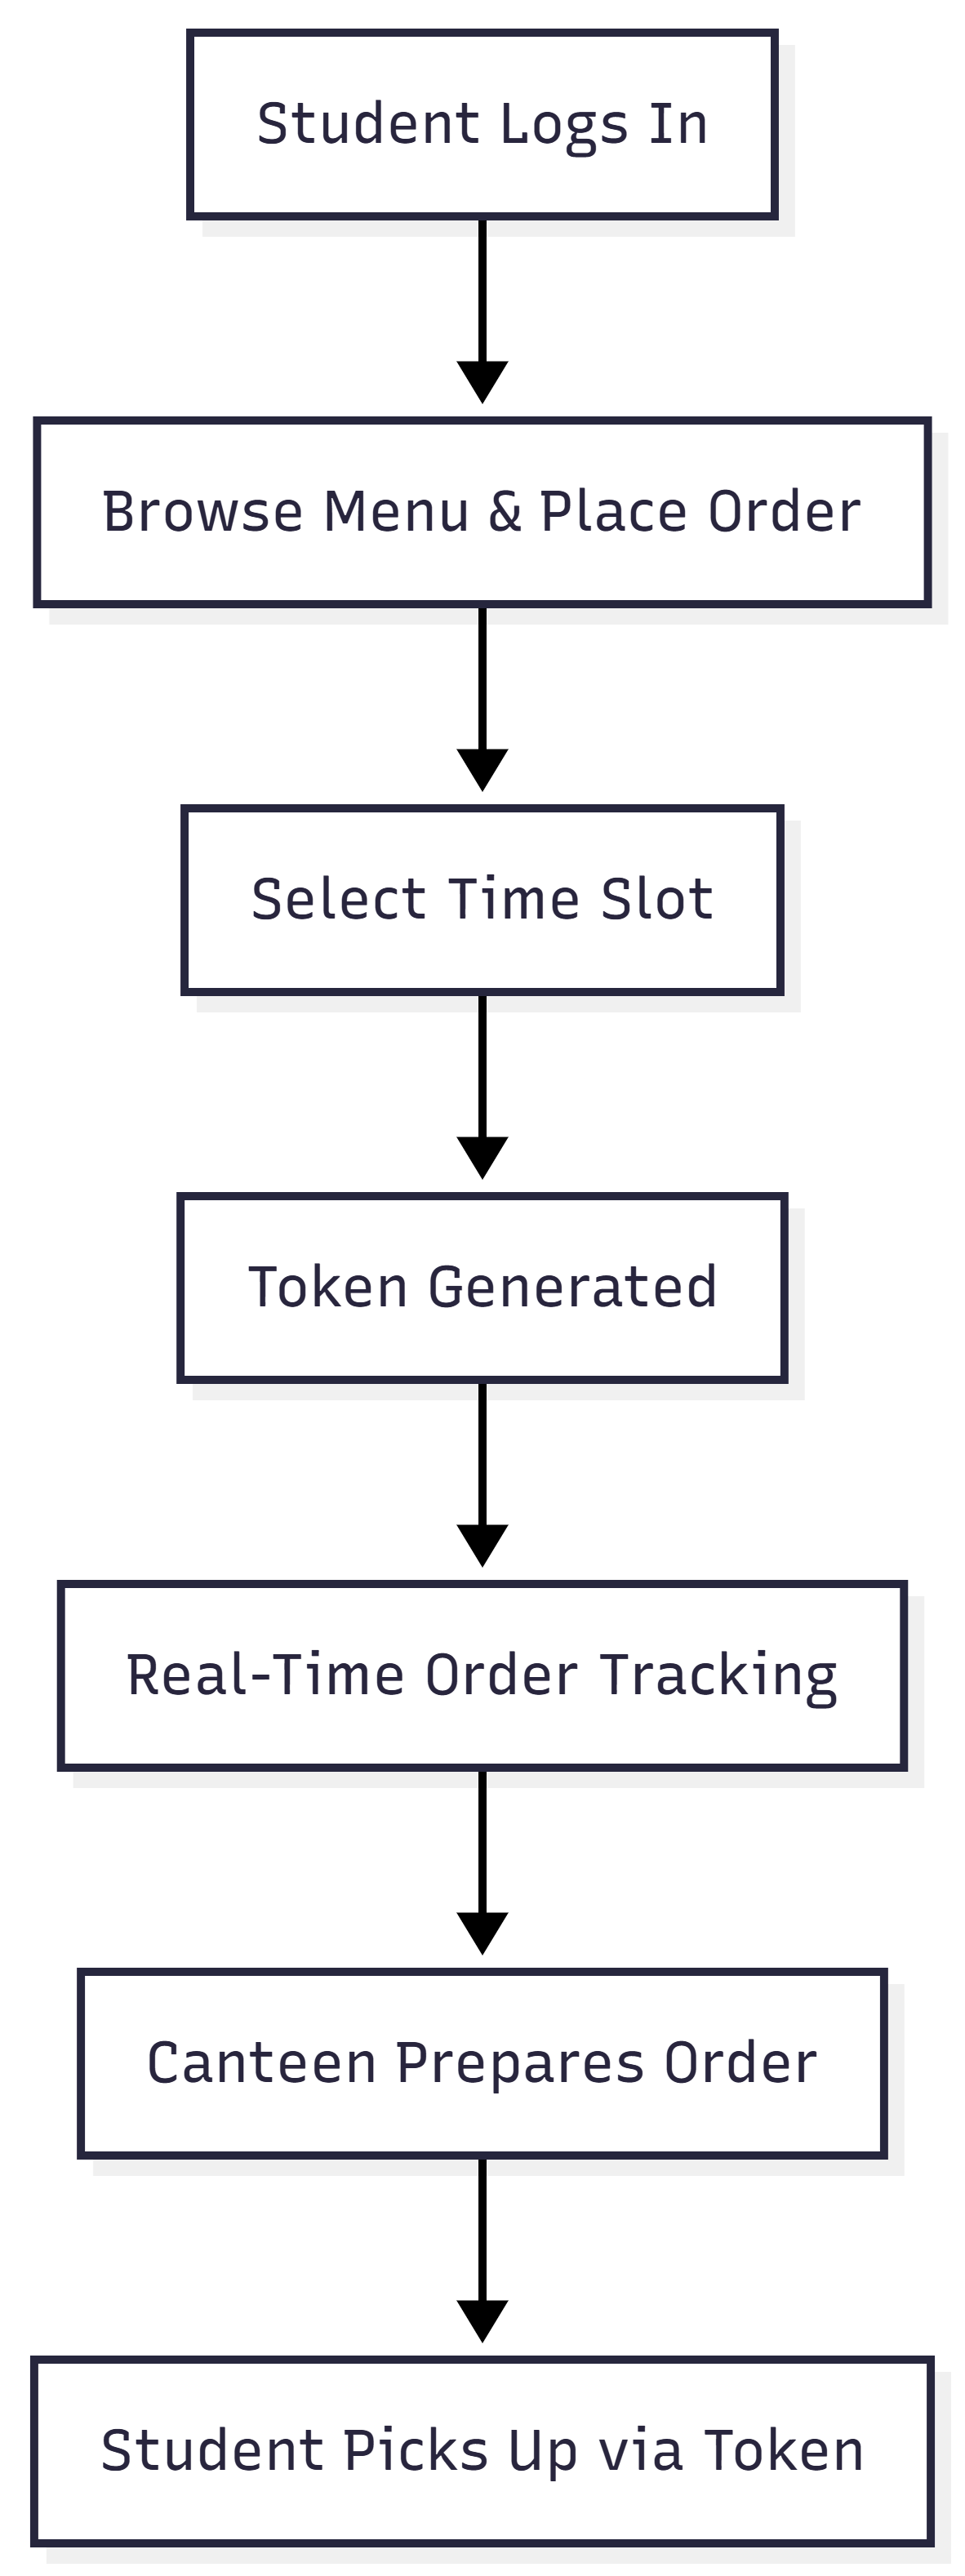 Student Logs In
Browse Menu & Place Order
Select Time Slot
Token Generated
Real-Time Order Tracking
Canteen Prepares Order
Student Picks Up via Token